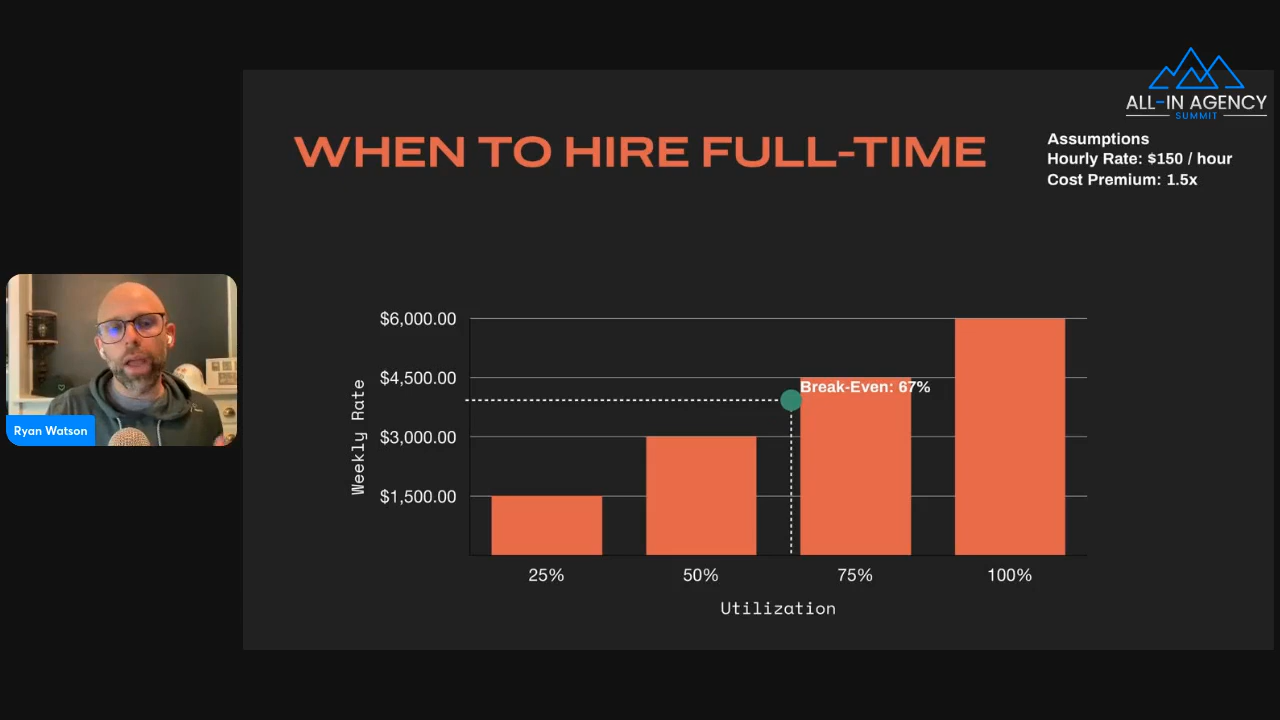 ALL-IN AGENCY
SUMMIT
WHEN TO HIRE FULL-TIME
Assumptions
Hourly Rate: $150 / hour
Cost Premium: 1.5x
Ryan Watson
Weekly Rate
$6,000.00
$4,500.00
$3,000.00
$1,500.00
Break-Even: 67%
25%
50%
75%
100%
Utilization